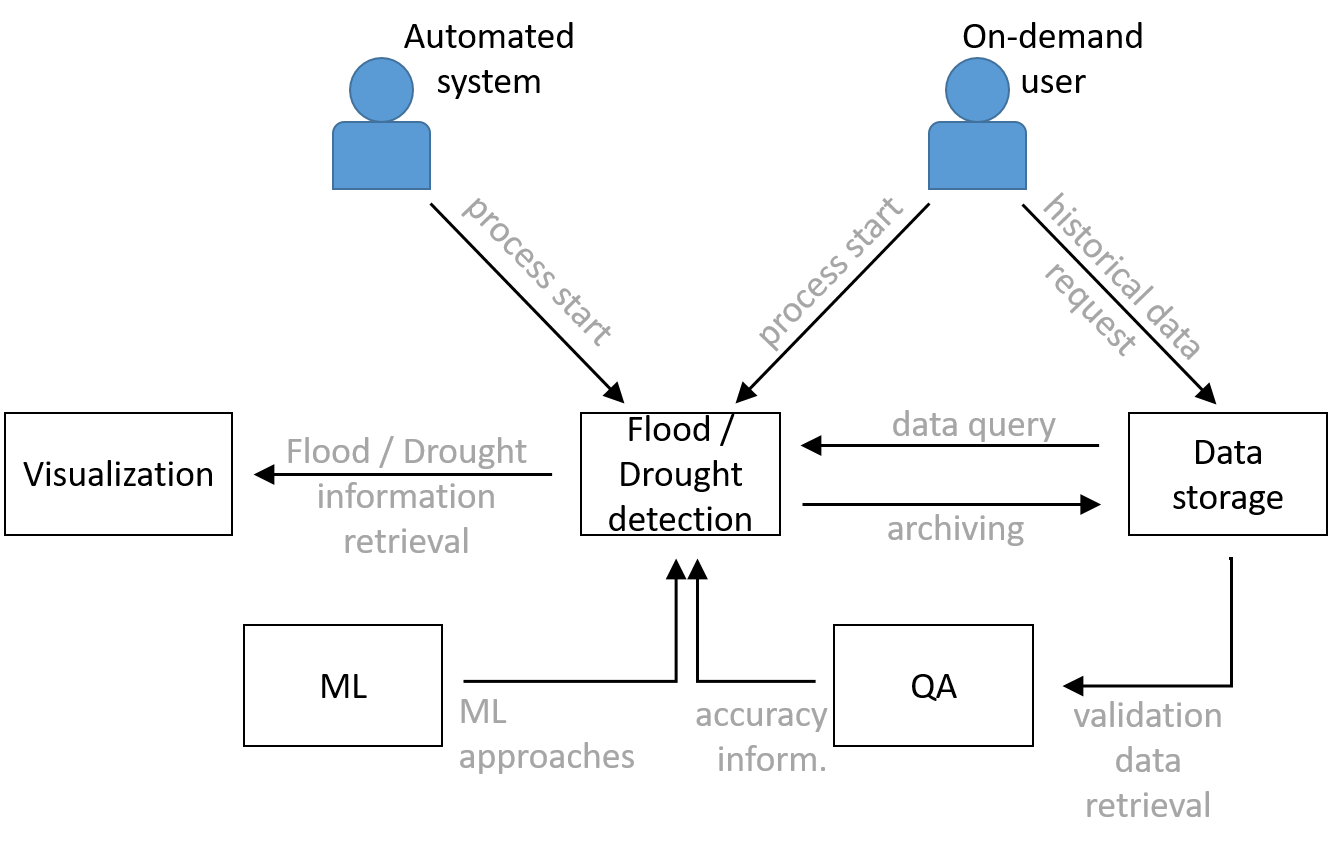 Automated
system
On-demand
user
process start
process start
historical data
request
Visualization
Flood / Drought
information
retrieval
Flood /
Drought
detection
data query
archiving
Data
storage
ML
ML
approaches
accuracy
inform.
QA
validation
data
retrieval